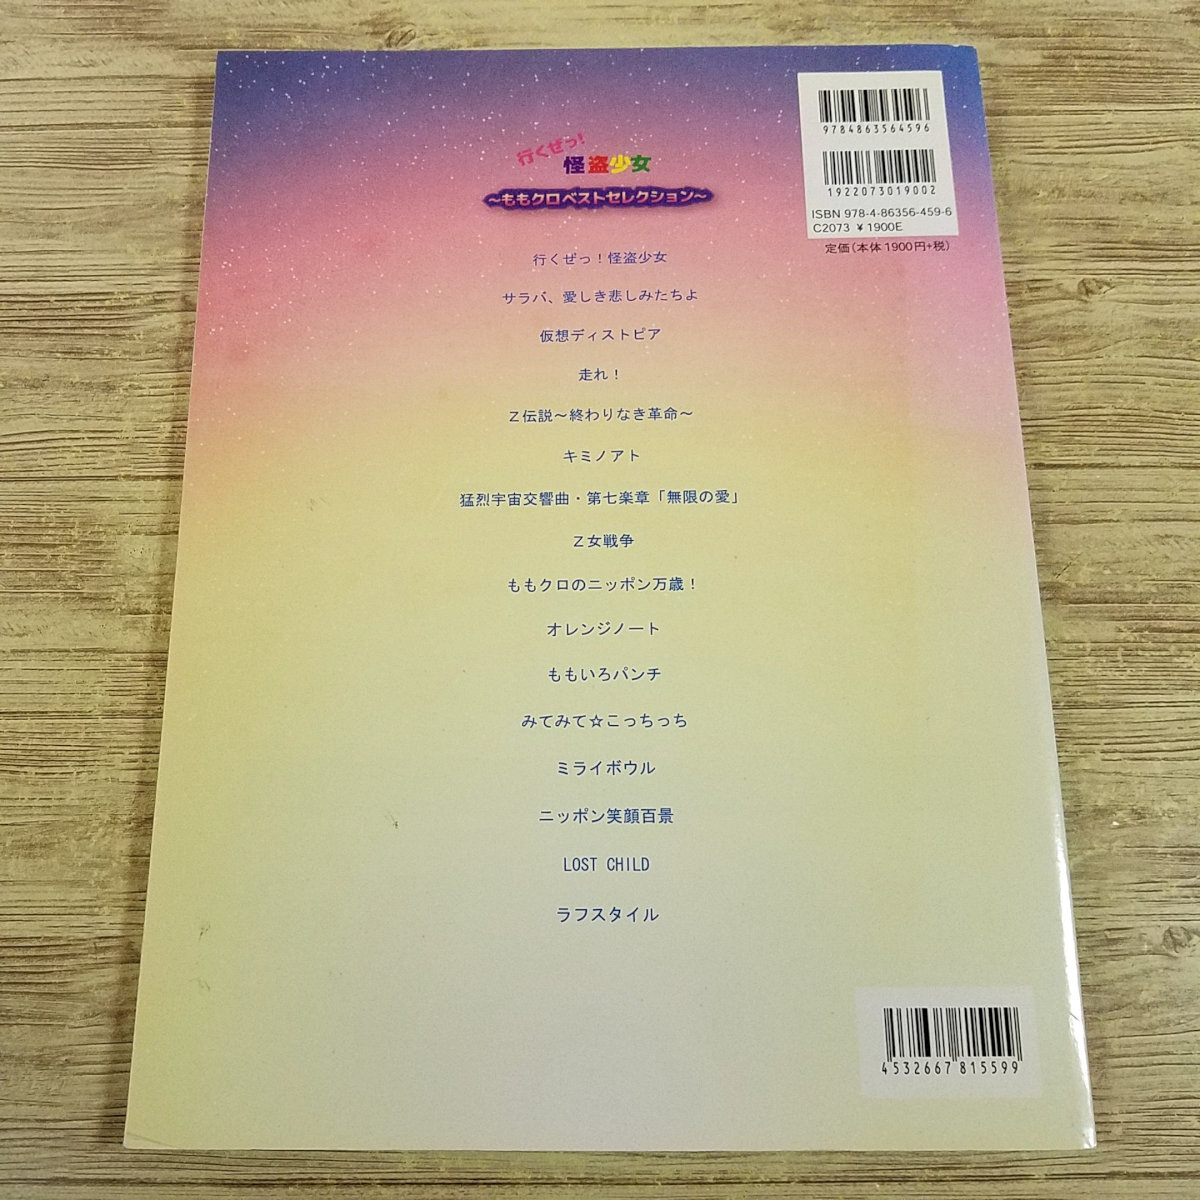 行くぜっ！
怪盗少女
～ももクロベストセレクション～
9784863564596
1922073019002
ISBN 978-4-86356-459-6
C2073 ¥1900E
定価(本体1900円+税)
行くぜっ！怪盗少女
サラバ、愛しき悲しみたちよ
仮想ディストピア
走れ！
Ｚ伝説～終わりなき革命～
キミノアト
猛烈宇宙交響曲・第七楽章「無限の愛」
Ｚ女戦争
ももクロのニッポン万歳！
オレンジノート
ももいろパンチ
みてみて☆こっちっち
ミライボウル
ニッポン笑顔百景
LOST CHILD
ラフスタイル
4532667815599